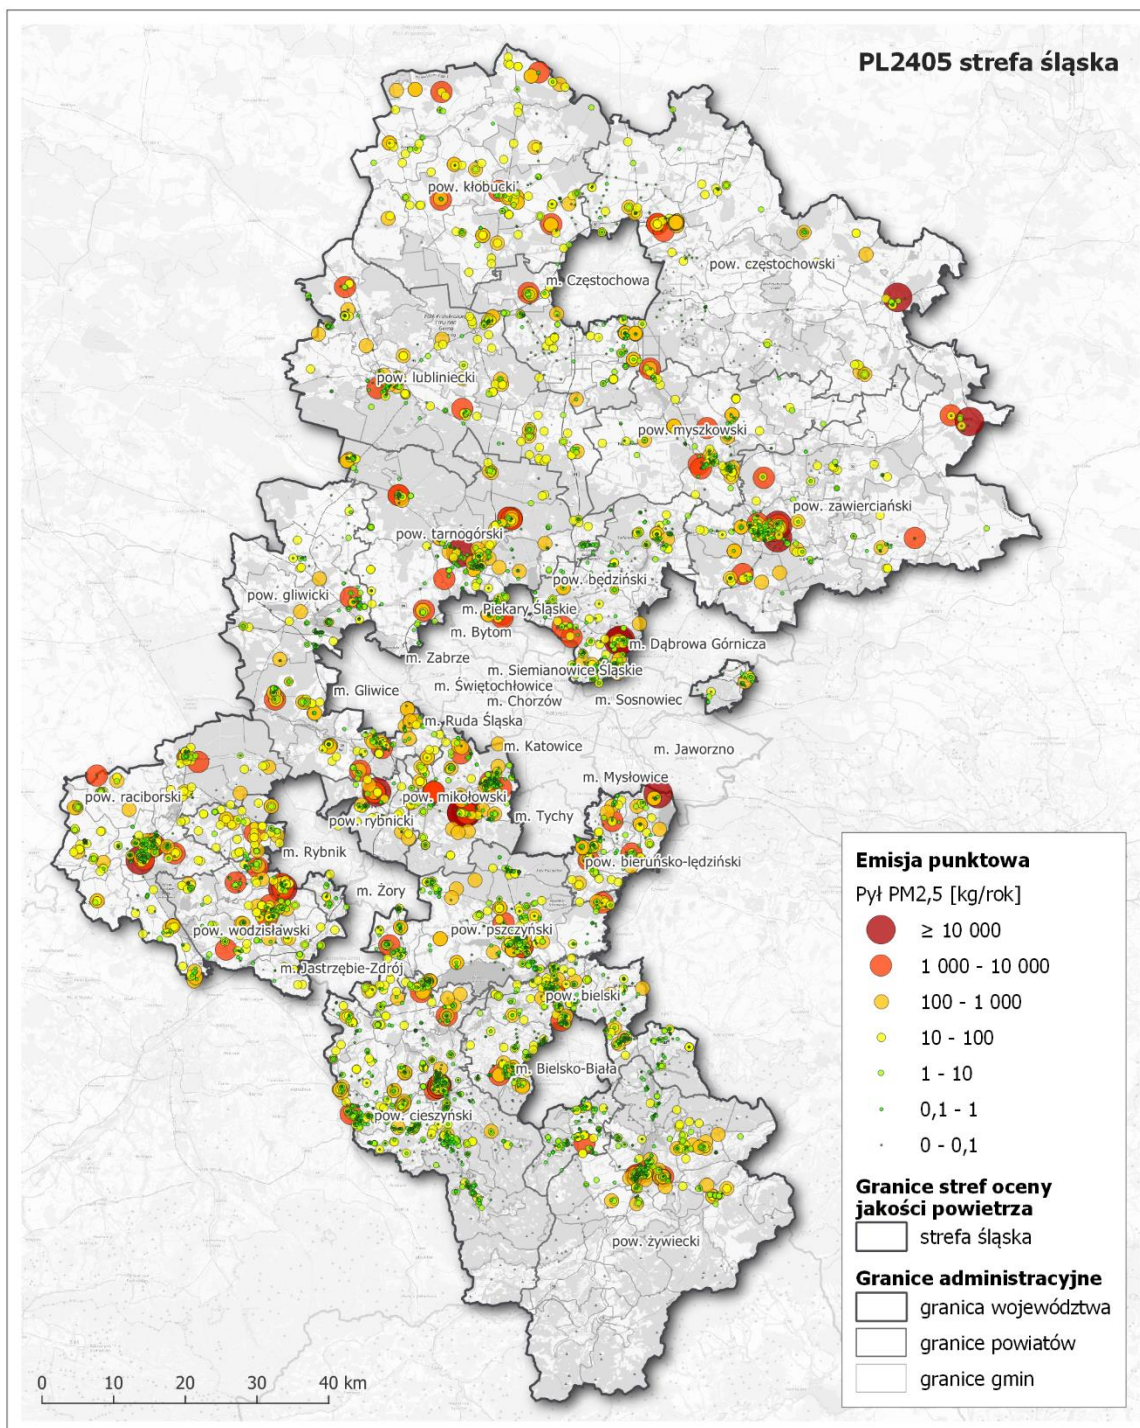 PL2405 strefa śląska
pow. kłobucki
pow. częstochowski
m. Częstochowa
pow. lubliniecki
pow. myszkowski
pow. zawierciański
pow. tarnogórski
pow. będziński
pow. gliwicki
m. Piekary Śląskie
m. Bytom
m. Dąbrowa Górnicza
m. Zabrze
m. Siemianowice Śląskie
m. Świętochłowice
m. Gliwice
m. Chorzów
m. Sosnowiec
m. Ruda Śląska
m. Katowice
m. Jaworzno
m. Mysłowice
pow. raciborski
pow. mikołowski
m. Tychy
pow. rybnicki
m. Rybnik
pow. bieruńsko-lędziński
m. Żory
pow. wodzisławski
pow. pszczyński
m. Jastrzębie-Zdrój
pow. bielski
m. Bielsko-Biała
pow. cieszyński
pow. żywiecki
Emisja punktowa
Pył PM2,5 [kg/rok]
≥ 10 000
1 000 - 10 000
100 - 1 000
10 - 100
1 - 10
0,1 - 1
0 - 0,1
Granice stref oceny
jakości powietrza
strefa śląska
Granice administracyjne
granica województwa
granice powiatów
granice gmin
0 10 20 30 40 km